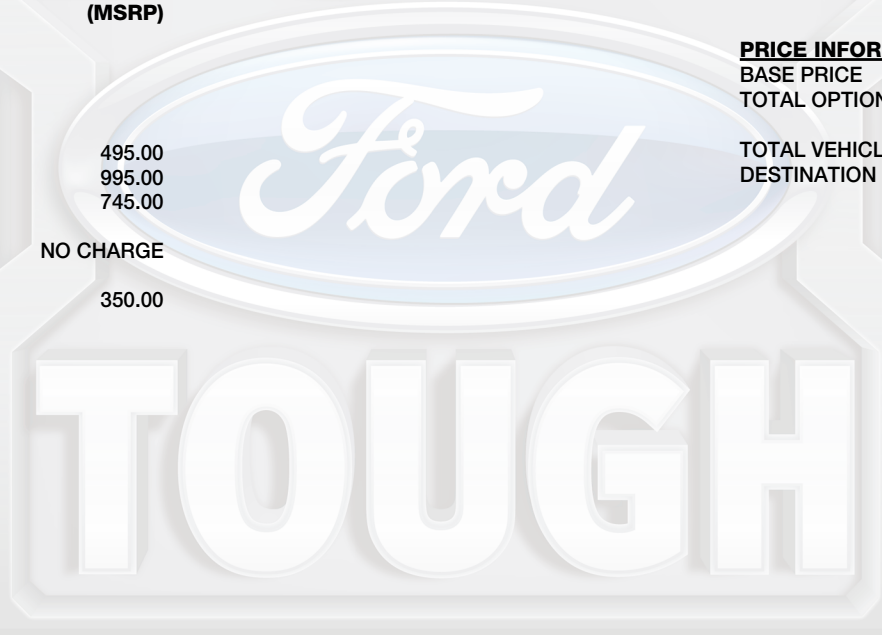 (MSRP)
PRICE INFOR
BASE PRICE
TOTAL OPTION
495.00
995.00
745.00
TOTAL VEHICL
DESTINATION
NO CHARGE
350.00
Ford
TOUGH